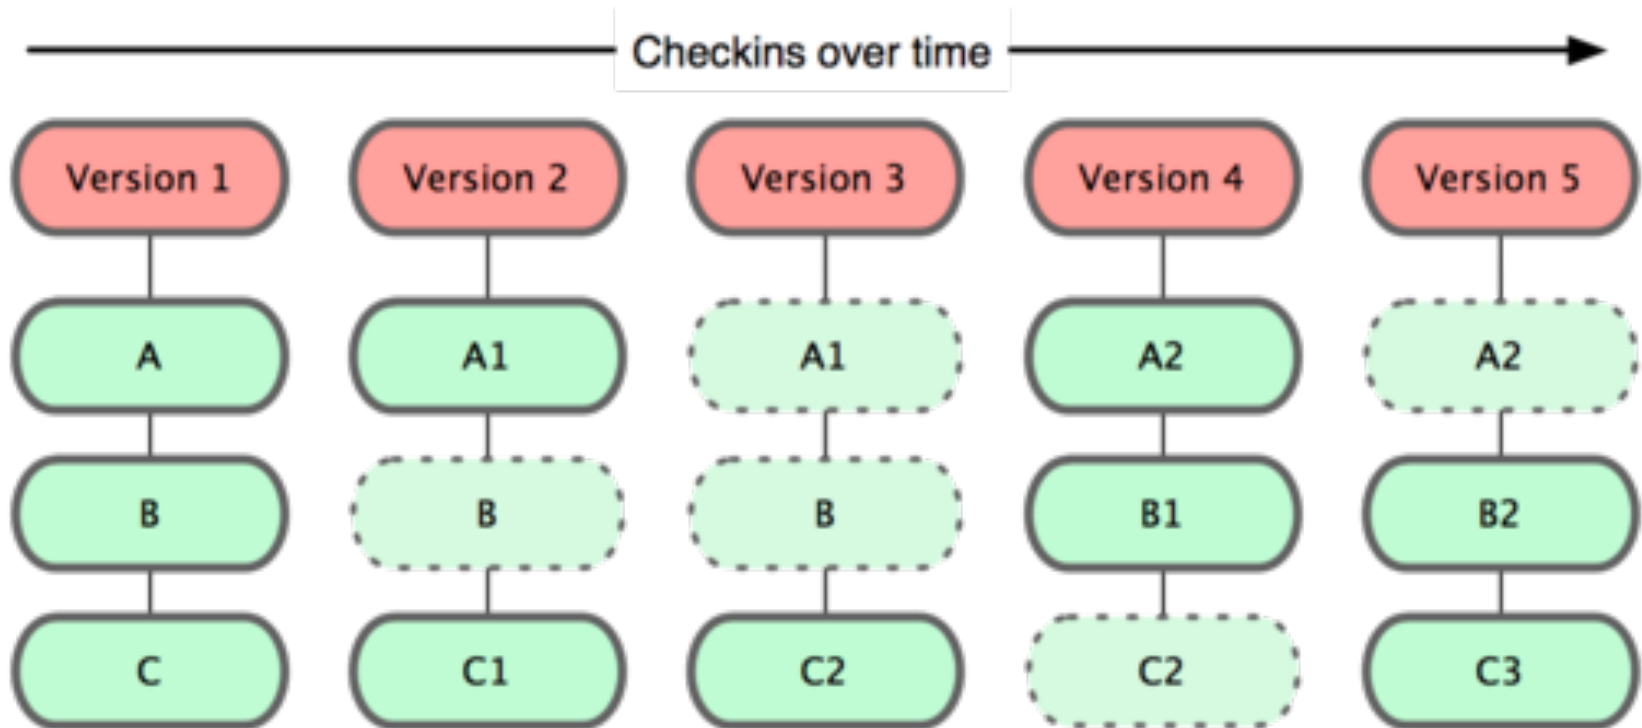 Checkins over time
Version 1 Version 2 Version 3 Version 4 Version 5
A A1 A1 A2 A2
B B B B1 B2
C C1 C2 C2 C3